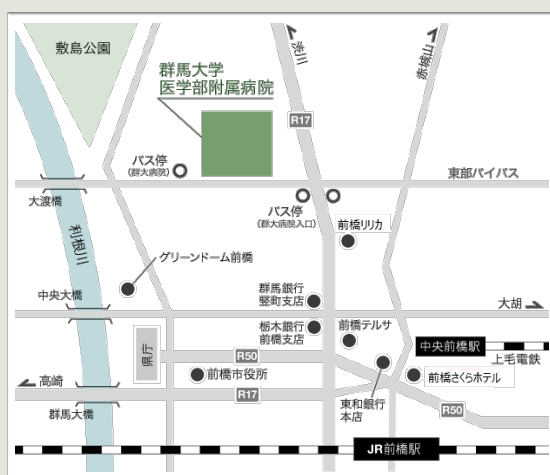 敷島公園
群馬大学
医学部附属病院
渋川
赤城山
R17
バス停
(群大病院)
東部バイパス
大渡橋
バス停
(群大病院入口)
前橋リリカ
利根川
グリーンドーム前橋
中央大橋
群馬銀行
竪町支店
大胡
栃木銀行
前橋支店
前橋テルサ
中央前橋駅
上毛電鉄
県庁
R50
高崎
前橋市役所
前橋さくらホテル
R17
東和銀行
本店
R50
群馬大橋
JR前橋駅